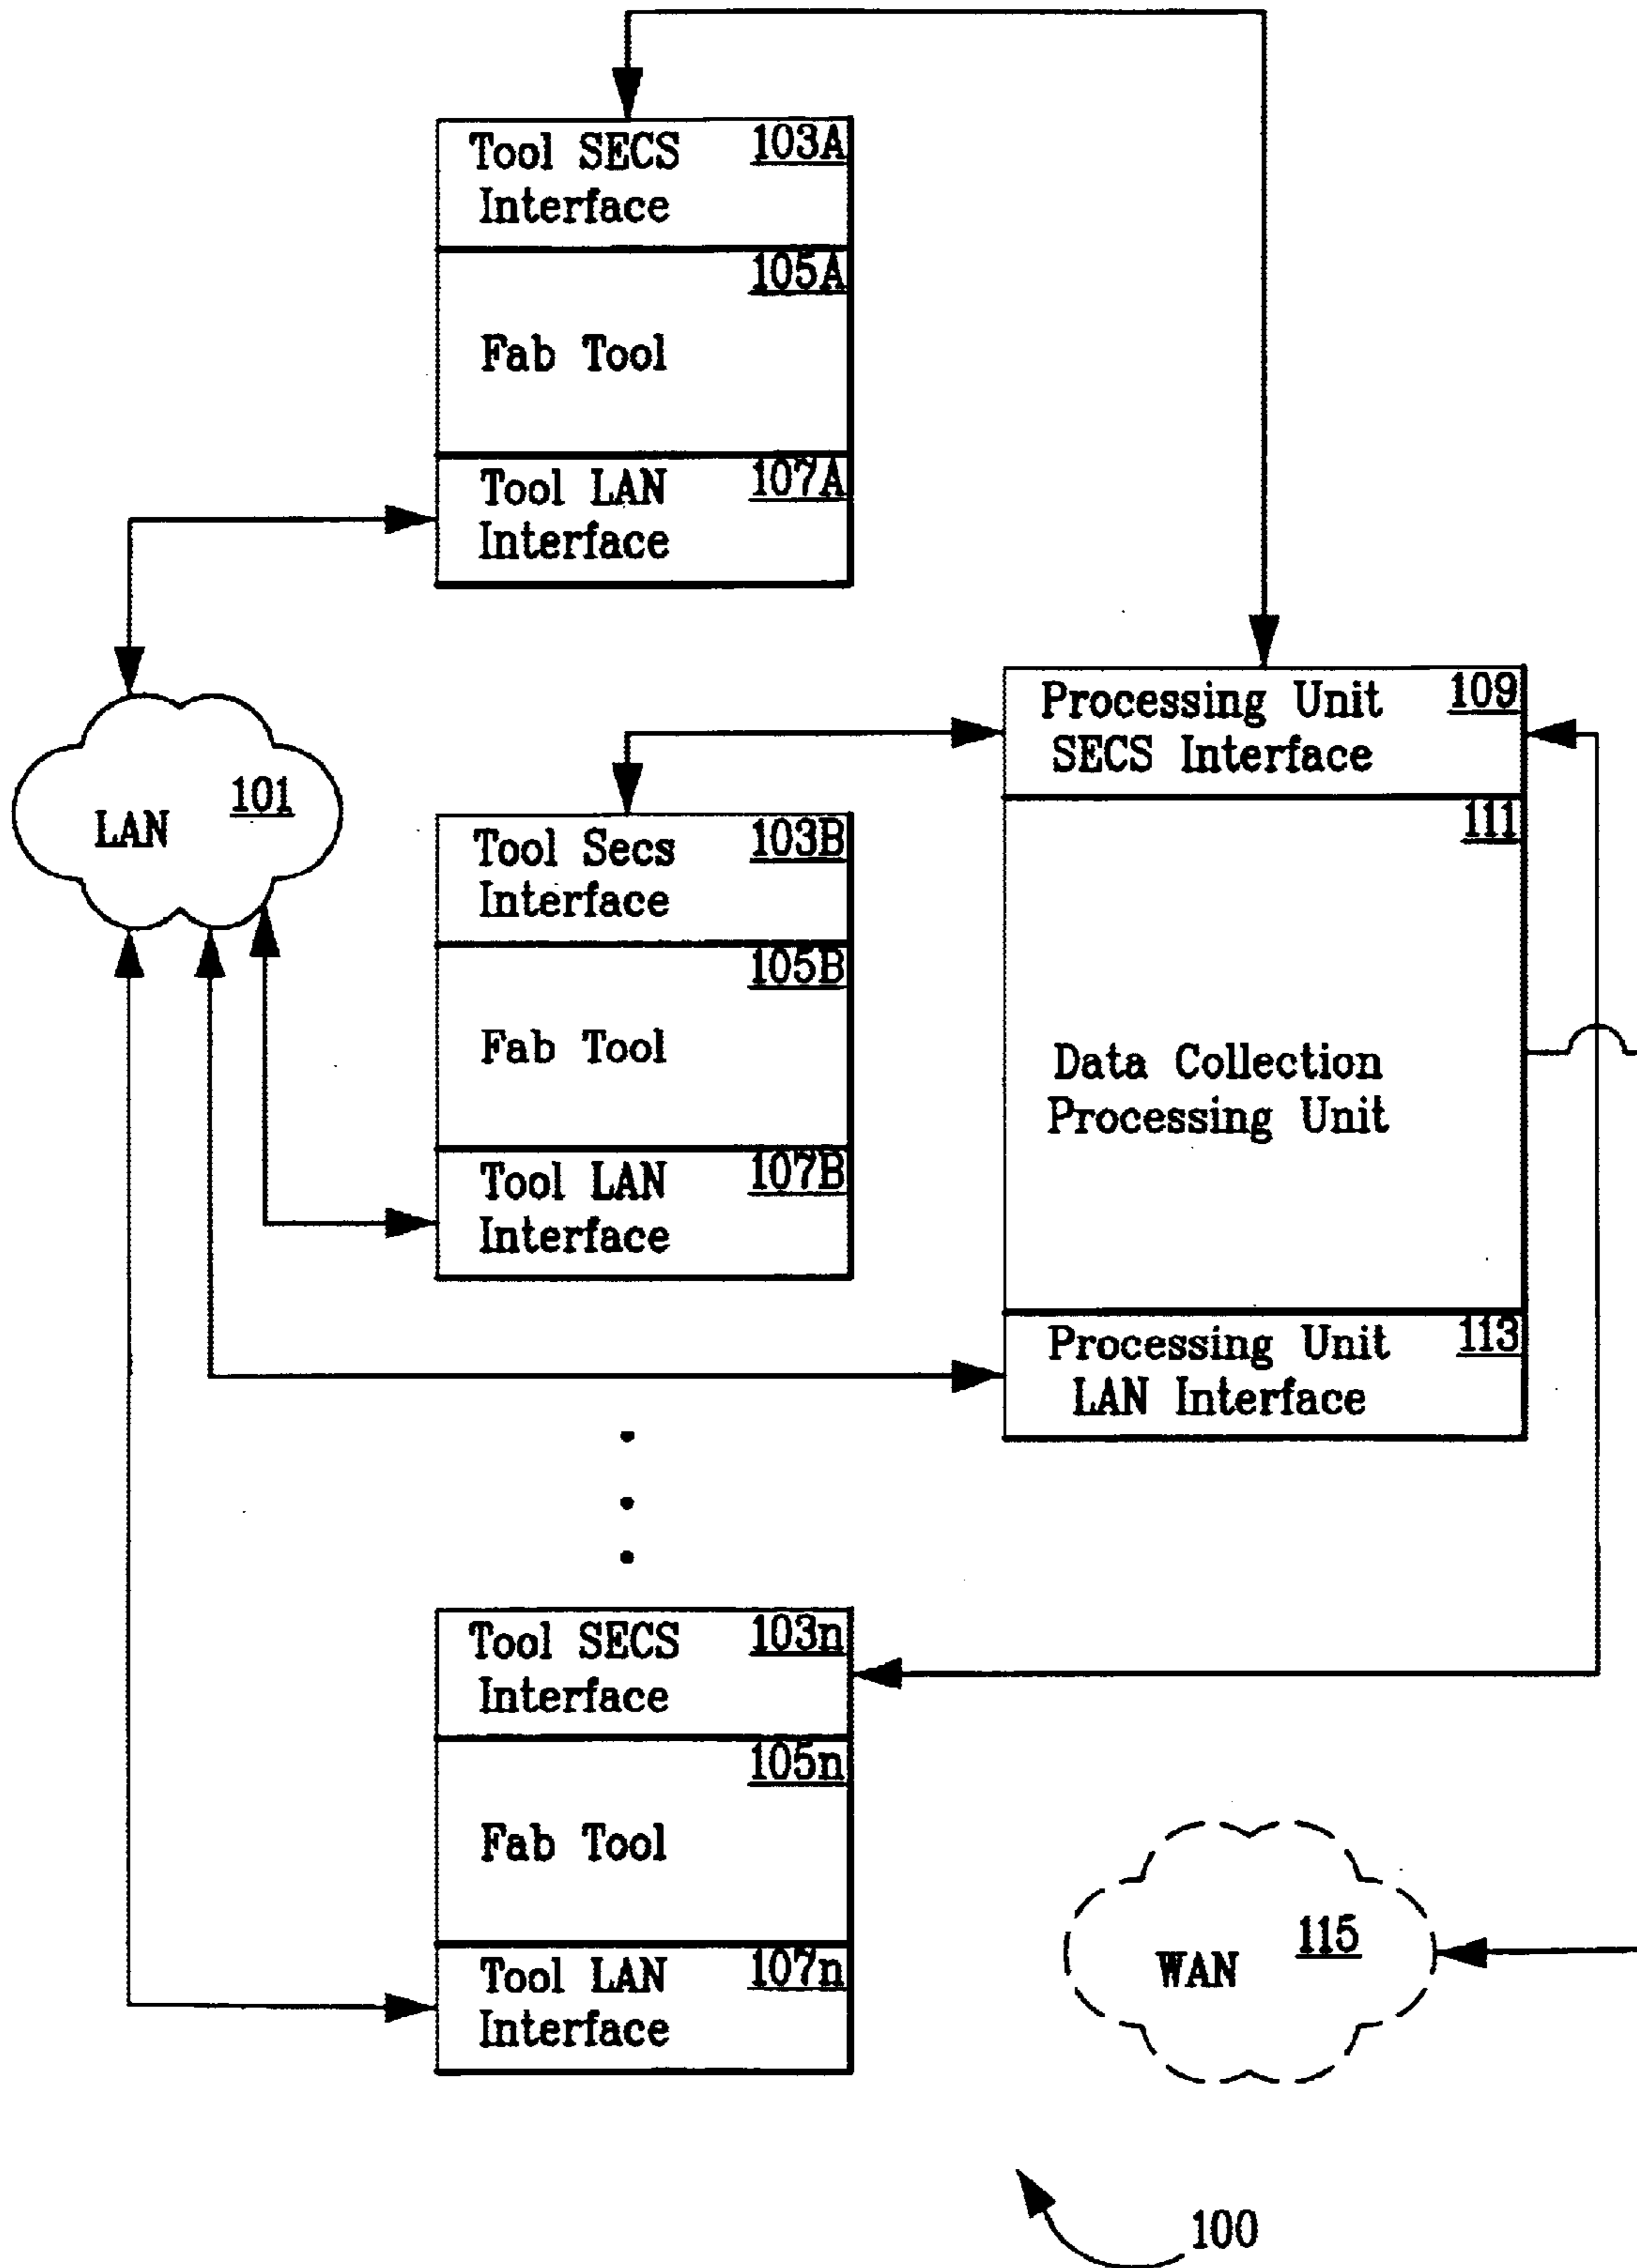 Tool SECS 103A
Interface
105A
Fab Tool
Tool LAN 107A
Interface
LAN 101
Processing Unit 109
SECS Interface
111
Data Collection
Processing Unit
Processing Unit 113
LAN Interface
Tool Secs 103B
Interface
105B
Fab Tool
Tool LAN 107B
Interface
Tool SECS 103n
Interface
105n
Fab Tool
Tool LAN 107n
Interface
WAN 115
100